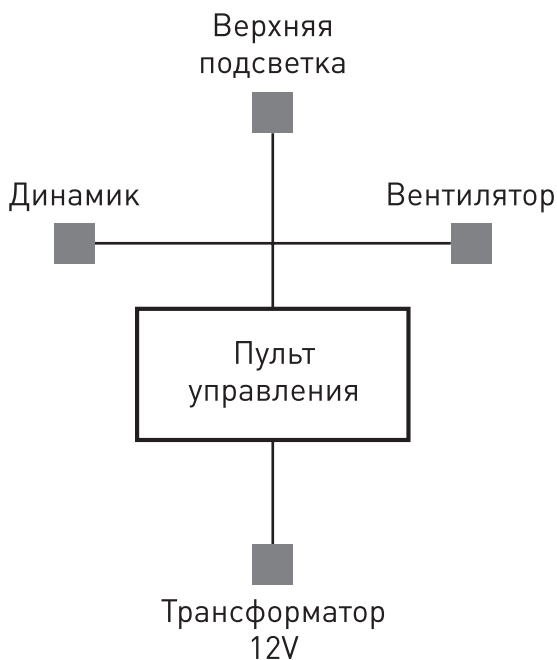 Верхняя
подсветка
Динамик
Вентилятор
Пульт
управления
Трансформатор
12V